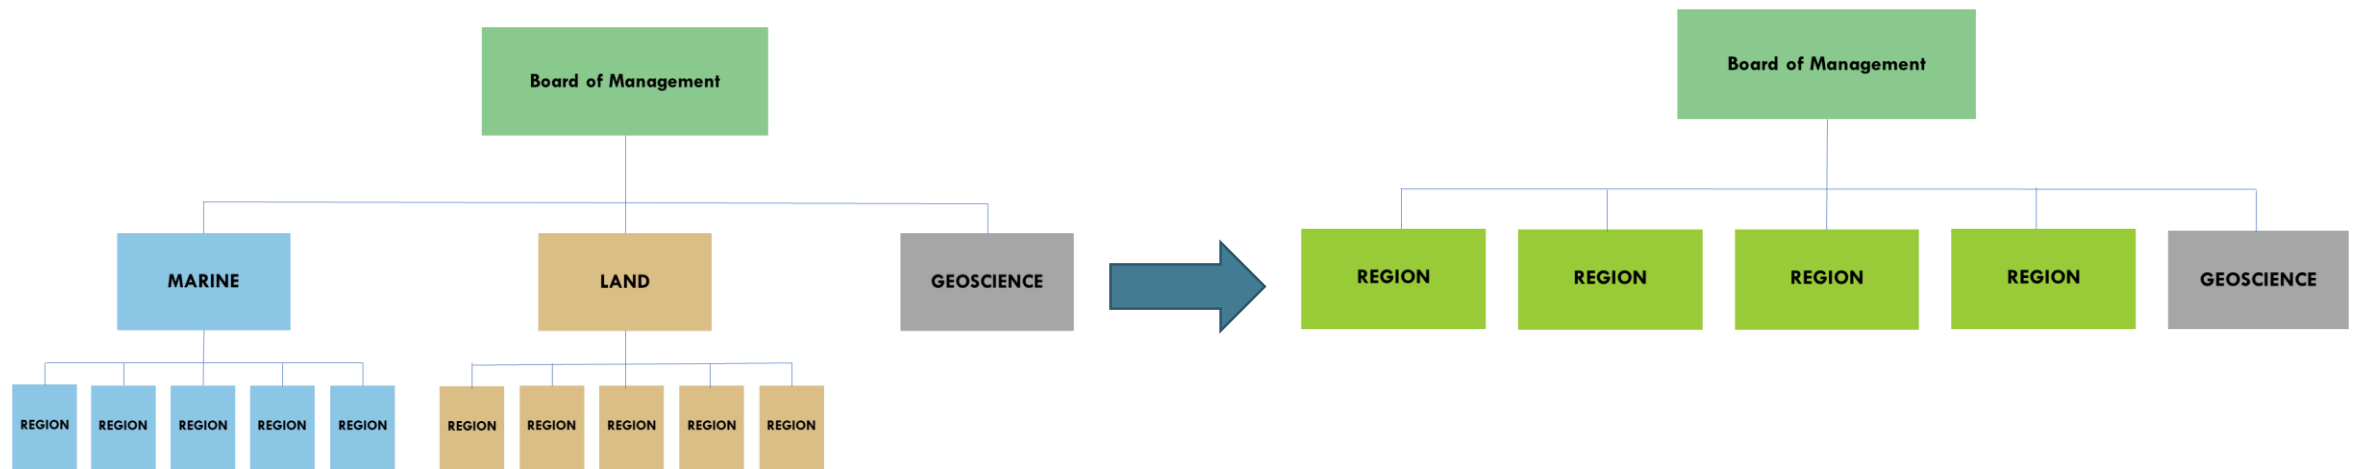 Board of Management
MARINE
LAND
GEOSCIENCE
REGION
REGION
REGION
REGION
REGION
REGION
REGION
REGION
REGION
REGION
Board of Management
REGION
REGION
REGION
REGION
GEOSCIENCE